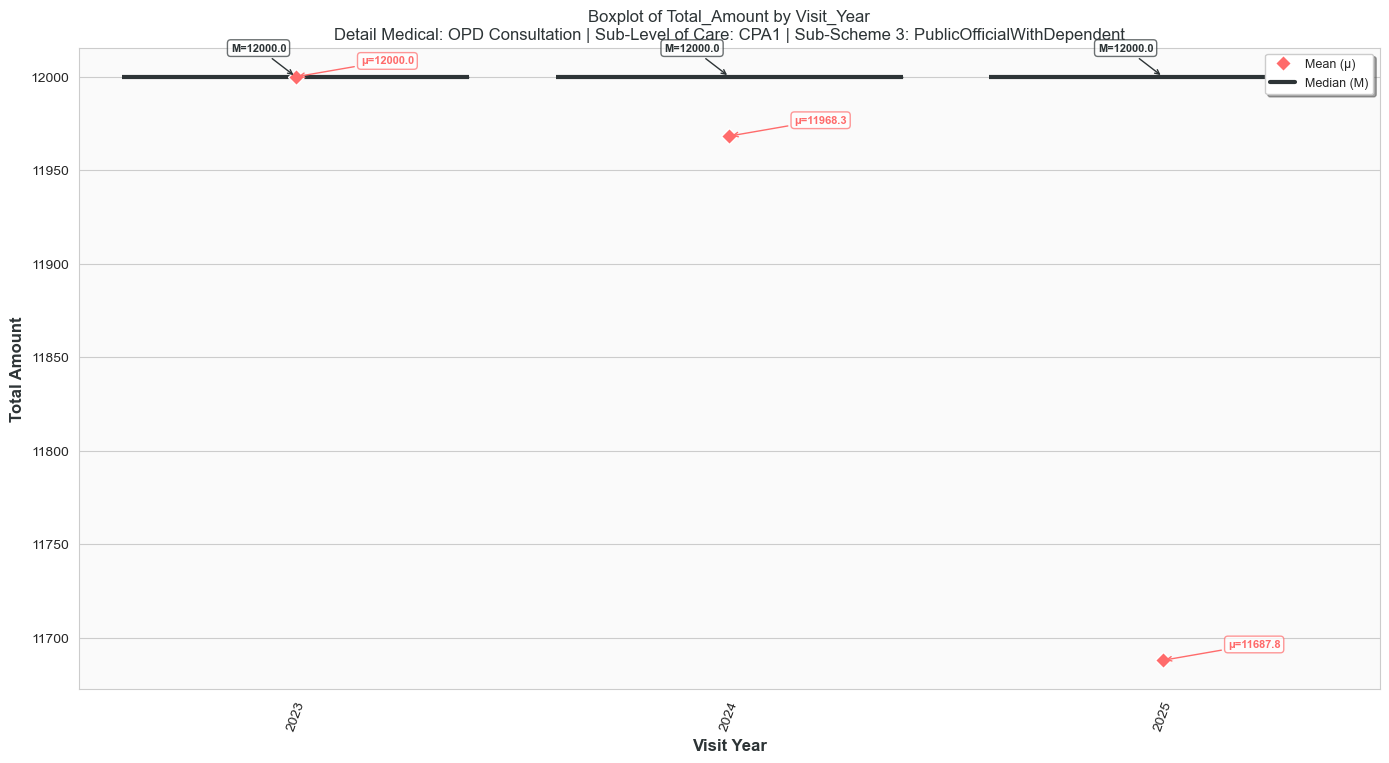 Boxplot of Total_Amount by Visit_Year
Detail Medical: OPD Consultation | Sub-Level of Care: CPA1 | Sub-Scheme 3: PublicOfficialWithDependent
M=12000.0
M=12000.0
M=12000.0
μ=12000.0
Mean (μ)
Median (M)
μ=11968.3
μ=11687.8
12000
11950
11900
11850
11800
11750
11700
Total Amount
2023
2024
2025
Visit Year